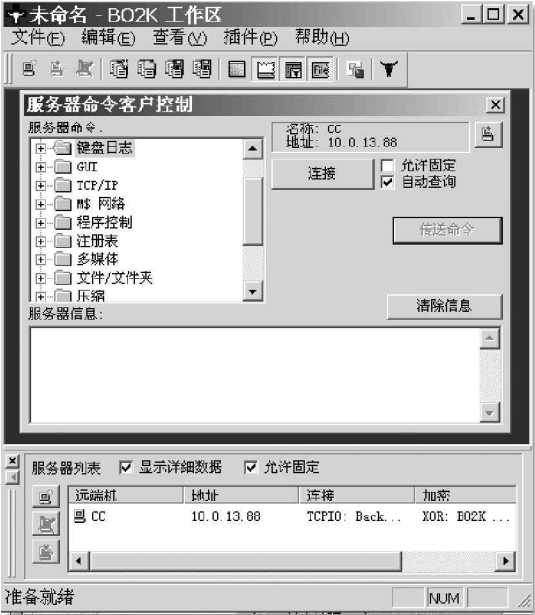 未命名 - BO2K 工作区
文件(F) 编辑(E) 查看(V) 插件(P) 帮助(H)
服务器命令客户控制
服务器命令.
名称: CC
地址: 10.0.13.88
键盘日志
GUI
TCP/IP
M$ 网络
程序控制
注册表
多媒体
文件/文件夹
压缩
连接
允许固定
自动查询
传送命令
清除信息
服务器信息:
服务器列表 显示详细数据 允许固定
远端机 地址 连接 加密
CC 10.0.13.88 TCPIO: Back... XOR: BO2K ...
准备就绪 NUM